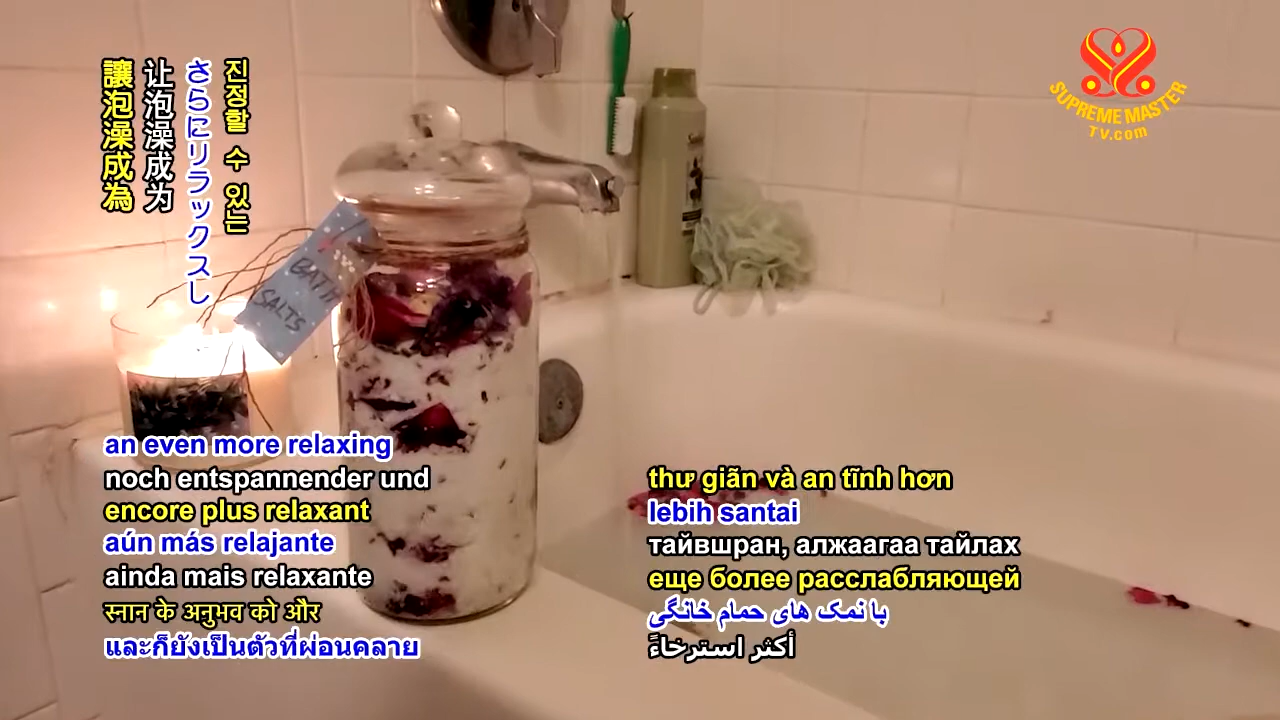 讓泡澡成為
让泡澡成为
さらにリラックスし
진정할 수 있는
SUPREME MASTER
TV.com
BATH
SALTS
an even more relaxing
noch entspannender und
encore plus relaxant
aún más relajante
ainda mais relaxante
स्नान के अनुभव को और
และก็ยังเป็นตัวที่ผ่อนคลาย
thư giãn và an tĩnh hơn
lebih santai
тайвшран, алжаагаа тайлах
еще более расслабляющей
با نمک های حمام خانگی
أكثر استرخاءً